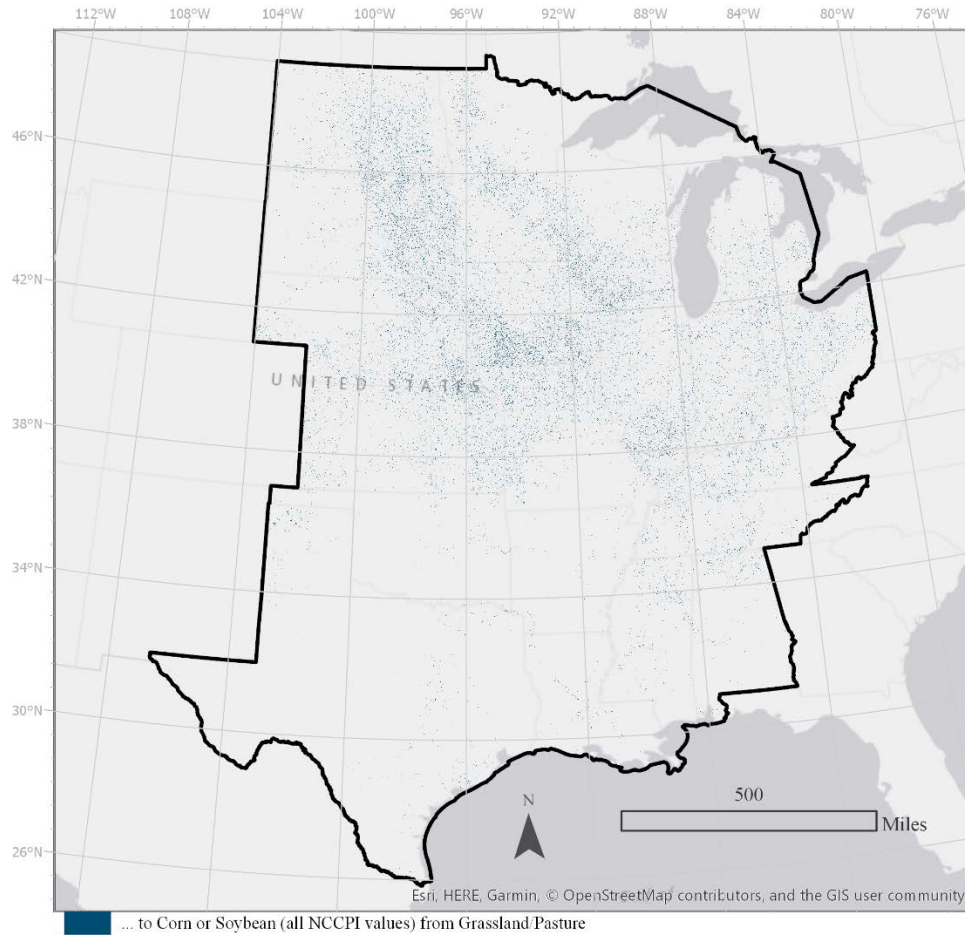 112°W 108°W 104°W 100°W 96°W 92°W 88°W 84°W 80°W 76°W
46°N
42°N
UNITED STATES
38°N
34°N
30°N
500
N
Miles
26°N
Esri, HERE, Garmin, © OpenStreetMap contributors, and the GIS user community
... to Corn or Soybean (all NCCPI values) from Grassland/Pasture